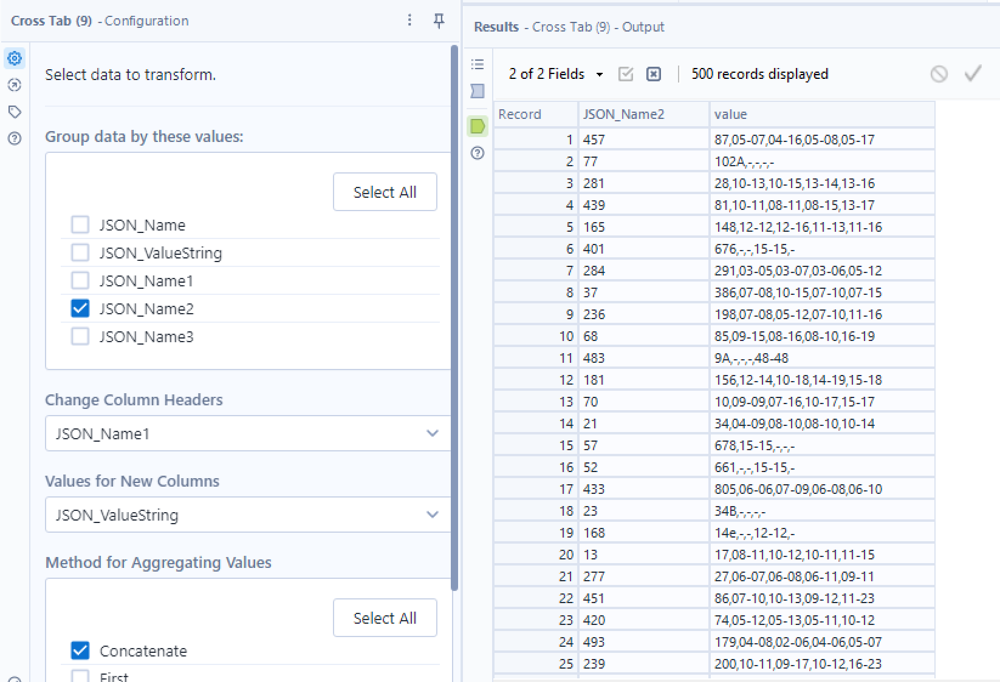 Cross Tab (9) - Configuration
Select data to transform.
Group data by these values:
Select All
JSON_Name
JSON_ValueString
JSON_Name1
JSON_Name2
JSON_Name3
Change Column Headers
JSON_Name1
Values for New Columns
JSON_ValueString
Method for Aggregating Values
Select All
Concatenate
First
Results - Cross Tab (9) - Output
2 of 2 Fields 500 records displayed
Record JSON_Name2 value
1 457 87,05-07,04-16,05-08,05-17
2 77 102A,-,-,-,-
3 281 28,10-13,10-15,13-14,13-16
4 439 81,10-11,08-11,08-15,13-17
5 165 148,12-12,12-16,11-13,11-16
6 401 676,-,-,15-15,-
7 284 291,03-05,03-07,03-06,05-12
8 37 386,07-08,10-15,07-10,07-15
9 236 198,07-08,05-12,07-10,11-16
10 68 85,09-15,08-16,08-10,16-19
11 483 9A,-,-,-,48-48
12 181 156,12-14,10-18,14-19,15-18
13 70 10,09-09,07-16,10-17,15-17
14 21 34,04-09,08-10,08-10,10-14
15 57 678,15-15,-,-,-
16 52 661,-,-,15-15,-
17 433 805,06-06,07-09,06-08,06-10
18 23 34B,-,-,-,-
19 168 14e,-,-,12-12,-
20 13 17,08-11,10-12,10-11,11-15
21 277 27,06-07,06-08,06-11,09-11
22 451 86,07-10,10-13,09-12,11-23
23 420 74,05-12,05-13,05-11,10-12
24 493 179,04-08,02-06,04-06,05-07
25 239 200,10-11,09-17,10-12,16-23